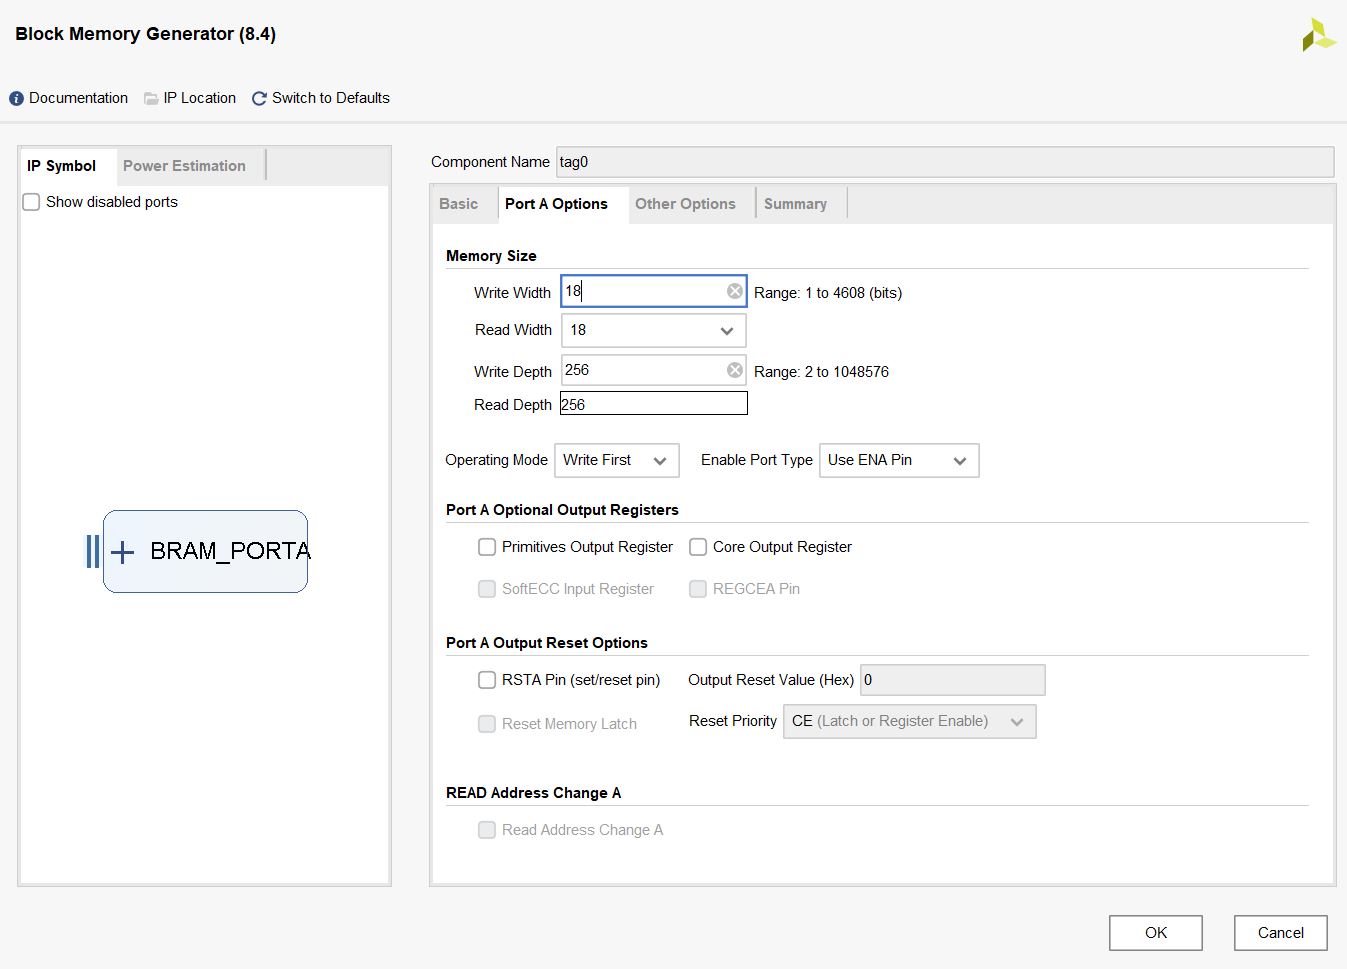 Block Memory Generator (8.4)
Documentation IP Location Switch to Defaults
IP Symbol Power Estimation
Show disabled ports
BRAM_PORTA
Component Name tag0
Basic Port A Options Other Options Summary
Memory Size
Write Width 18 Range: 1 to 4608 (bits)
Read Width 18
Write Depth 256 Range: 2 to 1048576
Read Depth 256
Operating Mode Write First Enable Port Type Use ENA Pin
Port A Optional Output Registers
Primitives Output Register Core Output Register
SoftECC Input Register REGCEA Pin
Port A Output Reset Options
RSTA Pin (set/reset pin) Output Reset Value (Hex) 0
Reset Memory Latch Reset Priority CE (Latch or Register Enable)
READ Address Change A
Read Address Change A
OK Cancel